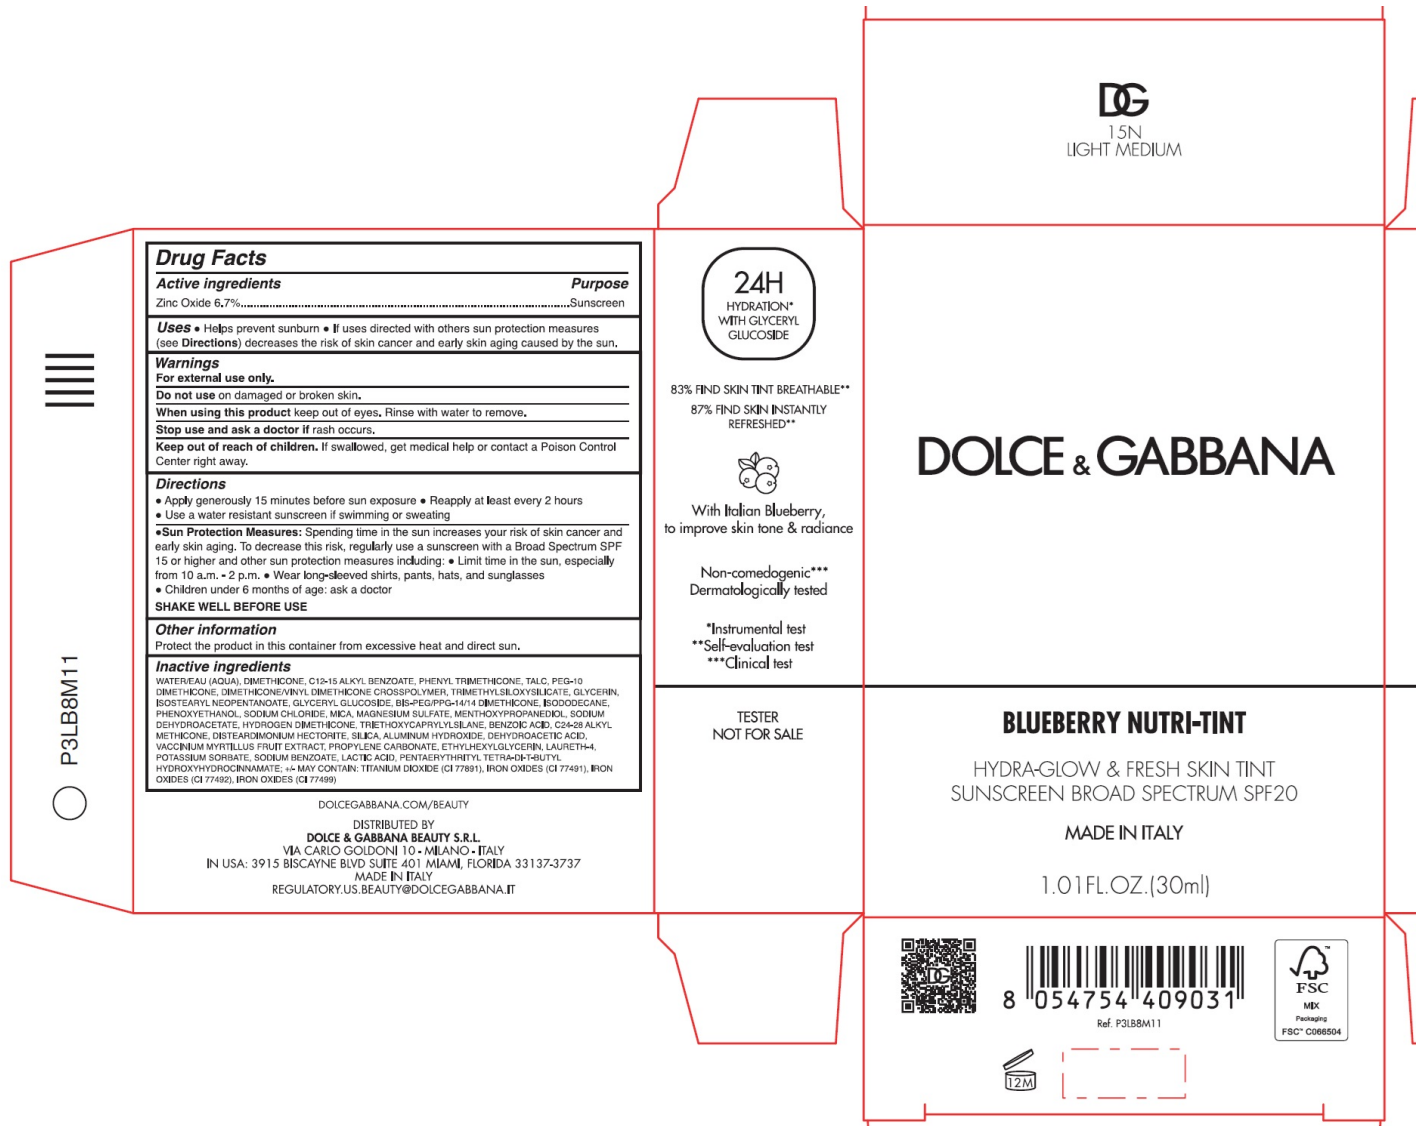 P3LB8M11
Drug Facts
Active ingredients Purpose
Zinc Oxide 6.7%....................................................................................Sunscreen
Uses ● Helps prevent sunburn ● If uses directed with others sun protection measures
(see Directions) decreases the risk of skin cancer and early skin aging caused by the sun.
Warnings
For external use only.
Do not use on damaged or broken skin.
When using this product keep out of eyes. Rinse with water to remove.
Stop use and ask a doctor if rash occurs.
Keep out of reach of children. If swallowed, get medical help or contact a Poison Control
Center right away.
Directions
● Apply generously 15 minutes before sun exposure ● Reapply at least every 2 hours
● Use a water resistant sunscreen if swimming or sweating
●Sun Protection Measures: Spending time in the sun increases your risk of skin cancer and
early skin aging. To decrease this risk, regularly use a sunscreen with a Broad Spectrum SPF
15 or higher and other sun protection measures including: ● Limit time in the sun, especially
from 10 a.m. - 2 p.m. ● Wear long-sleeved shirts, pants, hats, and sunglasses
● Children under 6 months of age: ask a doctor
SHAKE WELL BEFORE USE
Other information
Protect the product in this container from excessive heat and direct sun.
Inactive ingredients
WATER/EAU (AQUA), DIMETHICONE, C12-15 ALKYL BENZOATE, PHENYL TRIMETHICONE, TALC, PEG-10
DIMETHICONE, DIMETHICONE/VINYL DIMETHICONE CROSSPOLYMER, TRIMETHYLSILOXYSILICATE, GLYCERIN,
ISOSTEARYL NEOPENTANOATE, GLYCERYL GLUCOSIDE, BIS-PEG/PPG-14/14 DIMETHICONE, ISODODECANE,
PHENOXYETHANOL, SODIUM CHLORIDE, MICA, MAGNESIUM SULFATE, MENTHOXYPROPANEDIOL, SODIUM
DEHYDROACETATE, HYDROGEN DIMETHICONE, TRIETHOXYCAPRYLYLSILANE, BENZOIC ACID, C24-28 ALKYL
METHICONE, DISTEARDIMONIUM HECTORITE, SILICA, ALUMINUM HYDROXIDE, DEHYDROACETIC ACID,
VACCINIUM MYRTILLUS FRUIT EXTRACT, PROPYLENE CARBONATE, ETHYLHEXYLGLYCERIN, LAURETH-4,
POTASSIUM SORBATE, SODIUM BENZOATE, LACTIC ACID, PENTAERYTHRITYL TETRA-DI-T-BUTYL
HYDROXYHYDROCINNAMATE; +/- MAY CONTAIN: TITANIUM DIOXIDE (CI 77891), IRON OXIDES (CI 77491), IRON
OXIDES (CI 77492), IRON OXIDES (CI 77499)
DOLCEGABBANA.COM/BEAUTY
DISTRIBUTED BY
DOLCE & GABBANA BEAUTY S.R.L.
VIA CARLO GOLDONI 10 - MILANO - ITALY
IN USA: 3915 BISCAYNE BLVD SUITE 401 MIAMI, FLORIDA 33137-3737
MADE IN ITALY
REGULATORY.US.BEAUTY@DOLCEGABBANA.IT
24H
HYDRATION*
WITH GLYCERYL
GLUCOSIDE
83% FIND SKIN TINT BREATHABLE**
87% FIND SKIN INSTANTLY
REFRESHED**
With Italian Blueberry,
to improve skin tone & radiance
Non-comedogenic***
Dermatologically tested
*Instrumental test
**Self-evaluation test
***Clinical test
TESTER
NOT FOR SALE
DG
15N
LIGHT MEDIUM
DOLCE & GABBANA
BLUEBERRY NUTRI-TINT
HYDRA-GLOW & FRESH SKIN TINT
SUNSCREEN BROAD SPECTRUM SPF20
MADE IN ITALY
1.01FL.OZ.(30ml)
DG
8 054754 409031
Ref. P3LB8M11
12M
FSC™
MIX
Packaging
FSC™ C066504